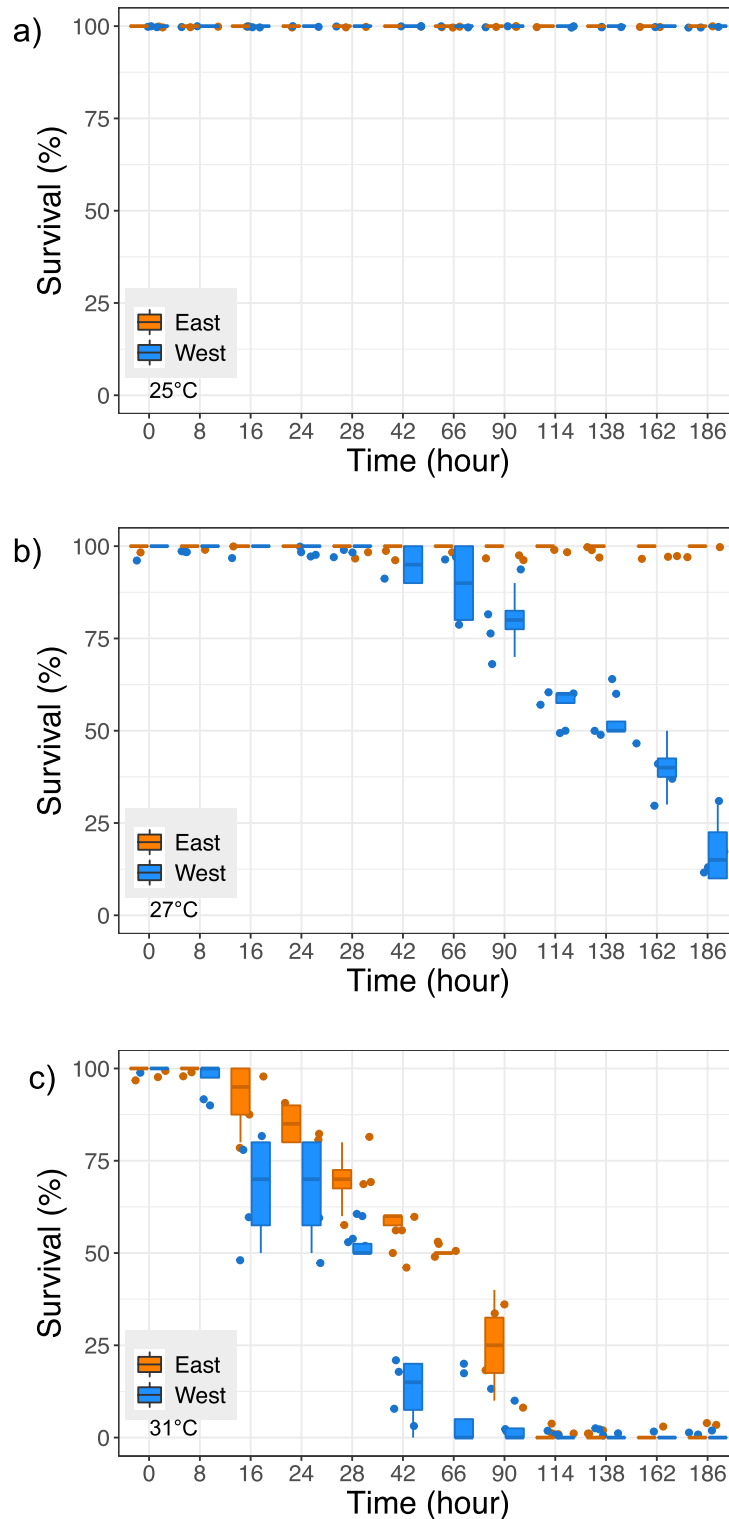 a)
Survival (%)
100
75
50
25
0
East
West
25°C
0 8 16 24 28 42 66 90 114 138 162 186
Time (hour)
b)
Survival (%)
100
75
50
25
0
East
West
27°C
0 8 16 24 28 42 66 90 114 138 162 186
Time (hour)
c)
Survival (%)
100
75
50
25
0
East
West
31°C
0 8 16 24 28 42 66 90 114 138 162 186
Time (hour)